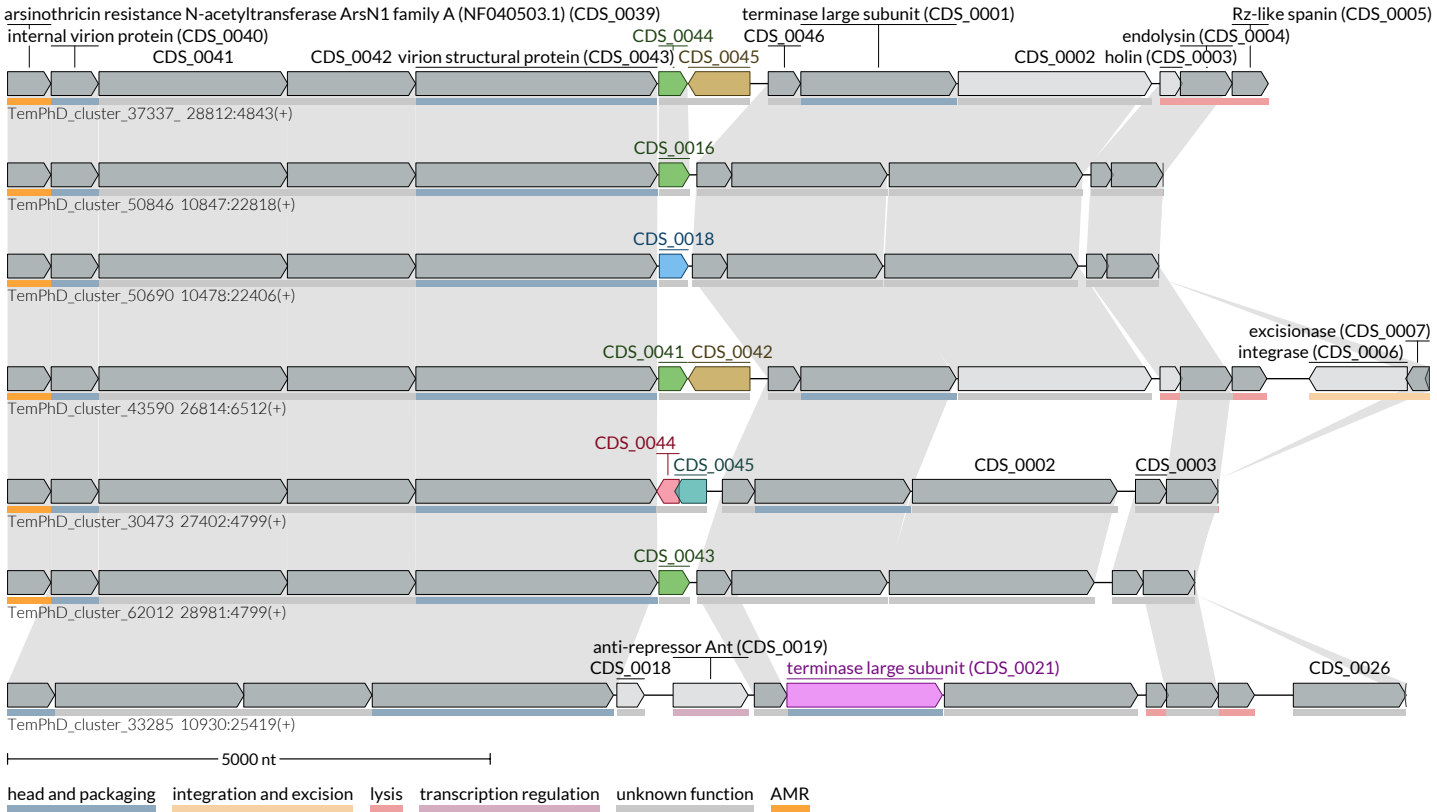 arsinothricin resistance N-acetyltransferase ArsN1 family A (NF040503.1) (CDS_0039) terminase large subunit (CDS_0001) Rz-like spanin (CDS_0005)
internal virion protein (CDS_0040) CDS_0044 CDS_0046 endolysin (CDS_0004)
CDS_0041 CDS_0042 virion structural protein (CDS_0043) CDS_0045 CDS_0002 holin (CDS_0003)
TemPhD_cluster_37337_ 28812:4843(+)
CDS_0016
TemPhD_cluster_50846 10847:22818(+)
CDS_0018
TemPhD_cluster_50690 10478:22406(+)
excisionase (CDS_0007)
CDS_0041 CDS_0042 integrase (CDS_0006)
TemPhD_cluster_43590 26814:6512(+)
CDS_0044
CDS_0045 CDS_0002 CDS_0003
TemPhD_cluster_30473 27402:4799(+)
CDS_0043
TemPhD_cluster_62012 28981:4799(+)
anti-repressor Ant (CDS_0019)
CDS_0018 terminase large subunit (CDS_0021) CDS_0026
TemPhD_cluster_33285 10930:25419(+)
5000 nt
head and packaging integration and excision lysis transcription regulation unknown function AMR